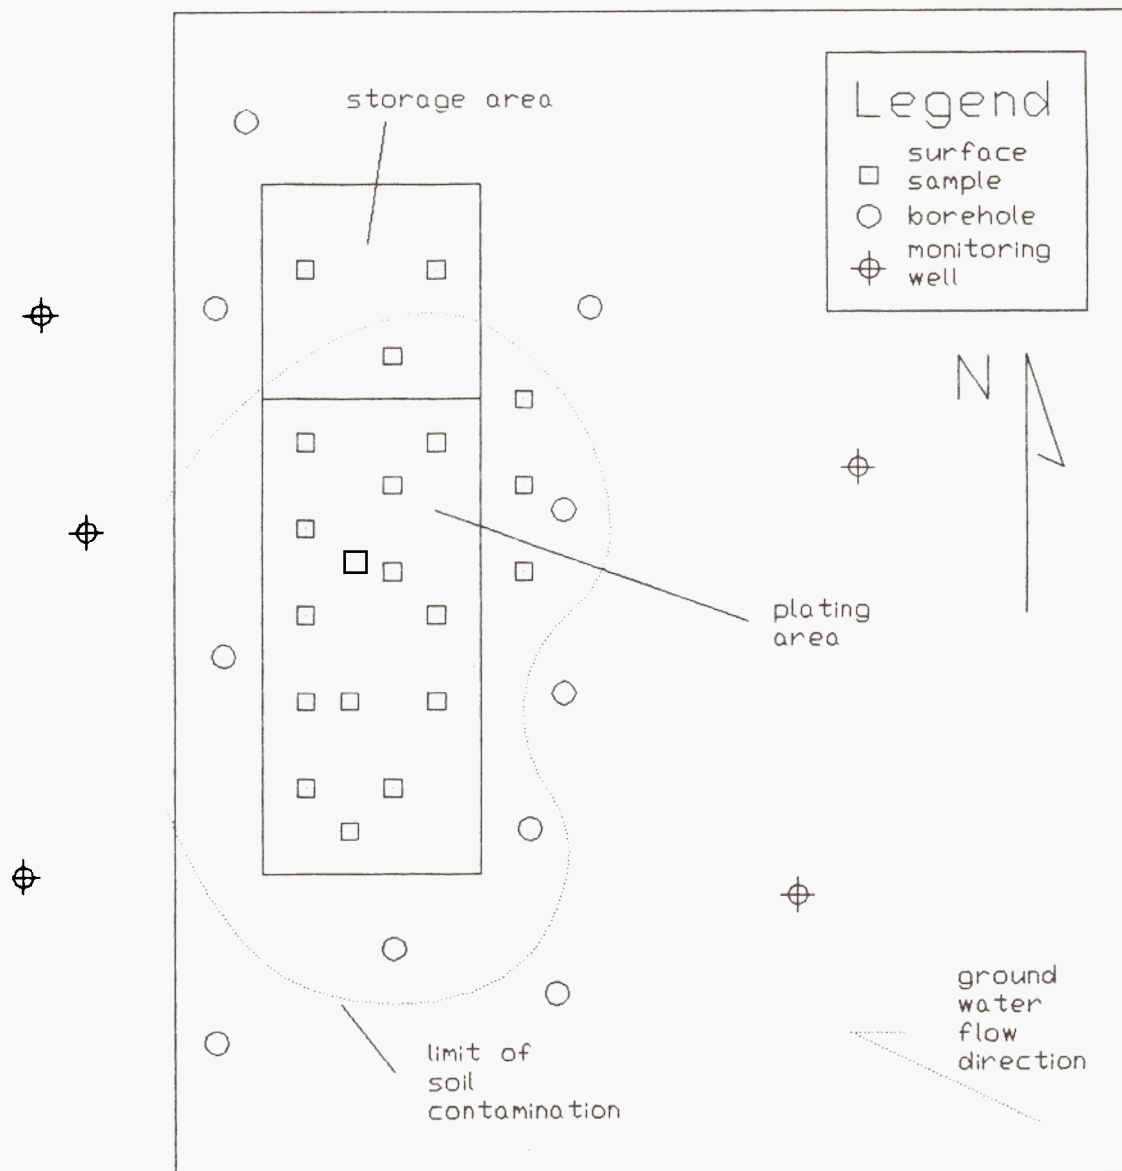 storage area
Legend
surface
sample
borehole
monitoring
well
N
plating
area
ground
water
flow
direction
limit of
soil
contamination